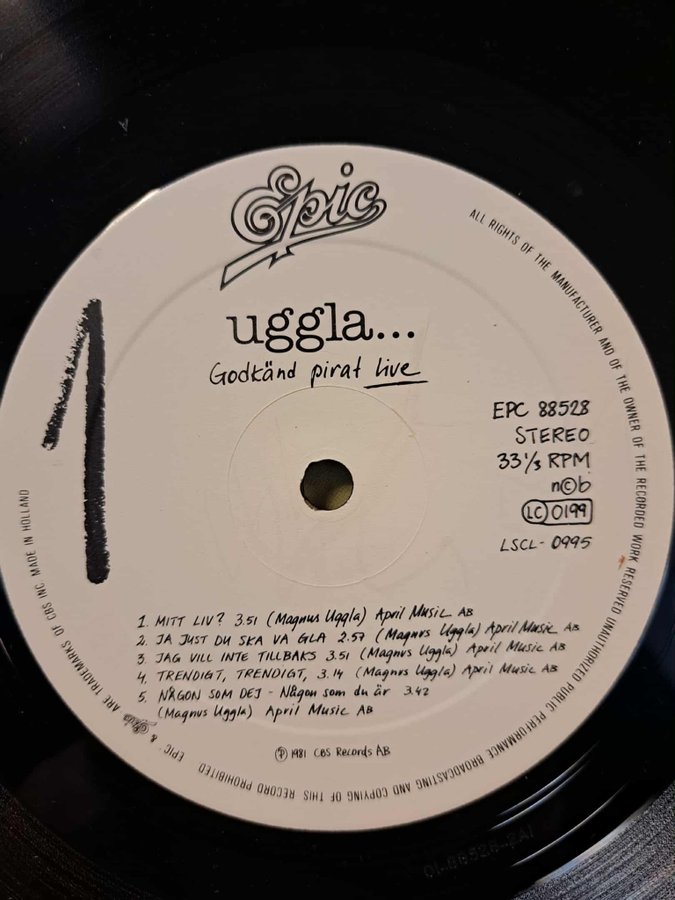 Epic
uggla...
Godkänd pirat live
1
EPC 88528
STEREO
33 1/3 RPM
n©b
LC 0199
LSCL- 0995
1. MITT LIV? 3.51 (Magnus Uggla) April Music AB
2. JA JUST DU SKA VA GLA 2.57 (Magnus Uggla) April Music AB
3. JAG VILL INTE TILLBAKS 3.51 (Magnus Uggla) April Music AB
4. TRENDIGT, TRENDIGT, 3.14 (Magnus Uggla) April Music AB
5. NÅGON SOM DEJ - Någon som du är 3.42
(Magnus Uggla) April Music AB
℗ 1981 CBS Records AB
ALL RIGHTS OF THE MANUFACTURER AND OF THE OWNER OF THE RECORDED WORK RESERVED UNAUTHORIZED PUBLIC PERFORMANCE BROADCASTING AND COPYING OF THIS RECORD PROHIBITED
EPIC & Epic ARE TRADEMARKS OF CBS INC MADE IN HOLLAND